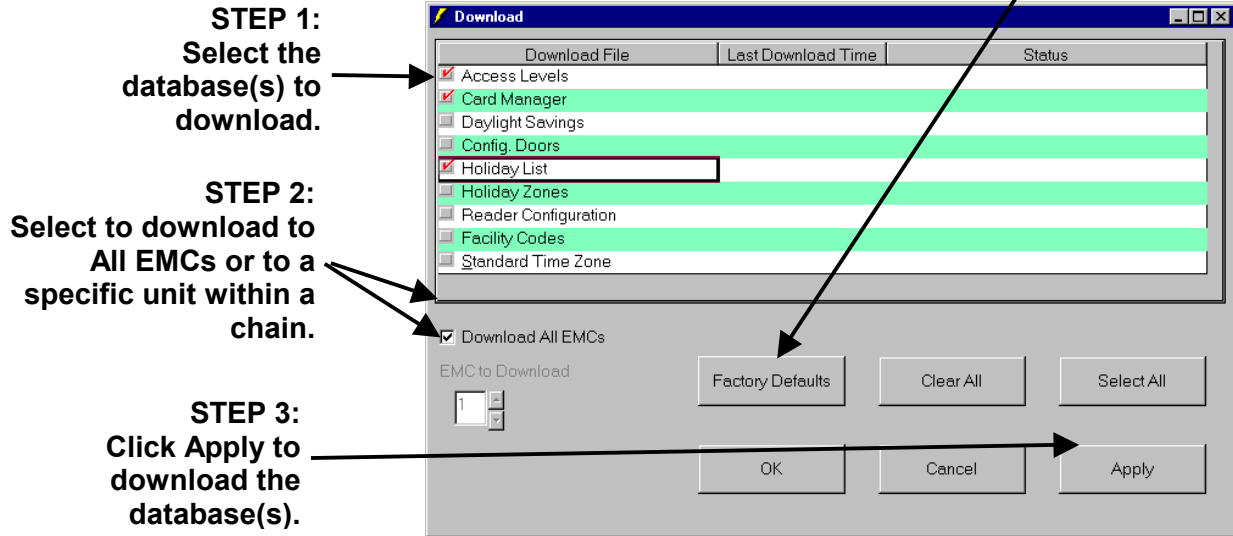 STEP 1:
Select the
database(s) to
download.
STEP 2:
Select to download to
All EMCs or to a
specific unit within a
chain.
STEP 3:
Click Apply to
download the
database(s).
Download
Download File Last Download Time Status
Access Levels
Card Manager
Daylight Savings
Config. Doors
Holiday List
Holiday Zones
Reader Configuration
Facility Codes
Standard Time Zone
Download All EMCs
EMC to Download
1
Factory Defaults Clear All Select All
OK Cancel Apply